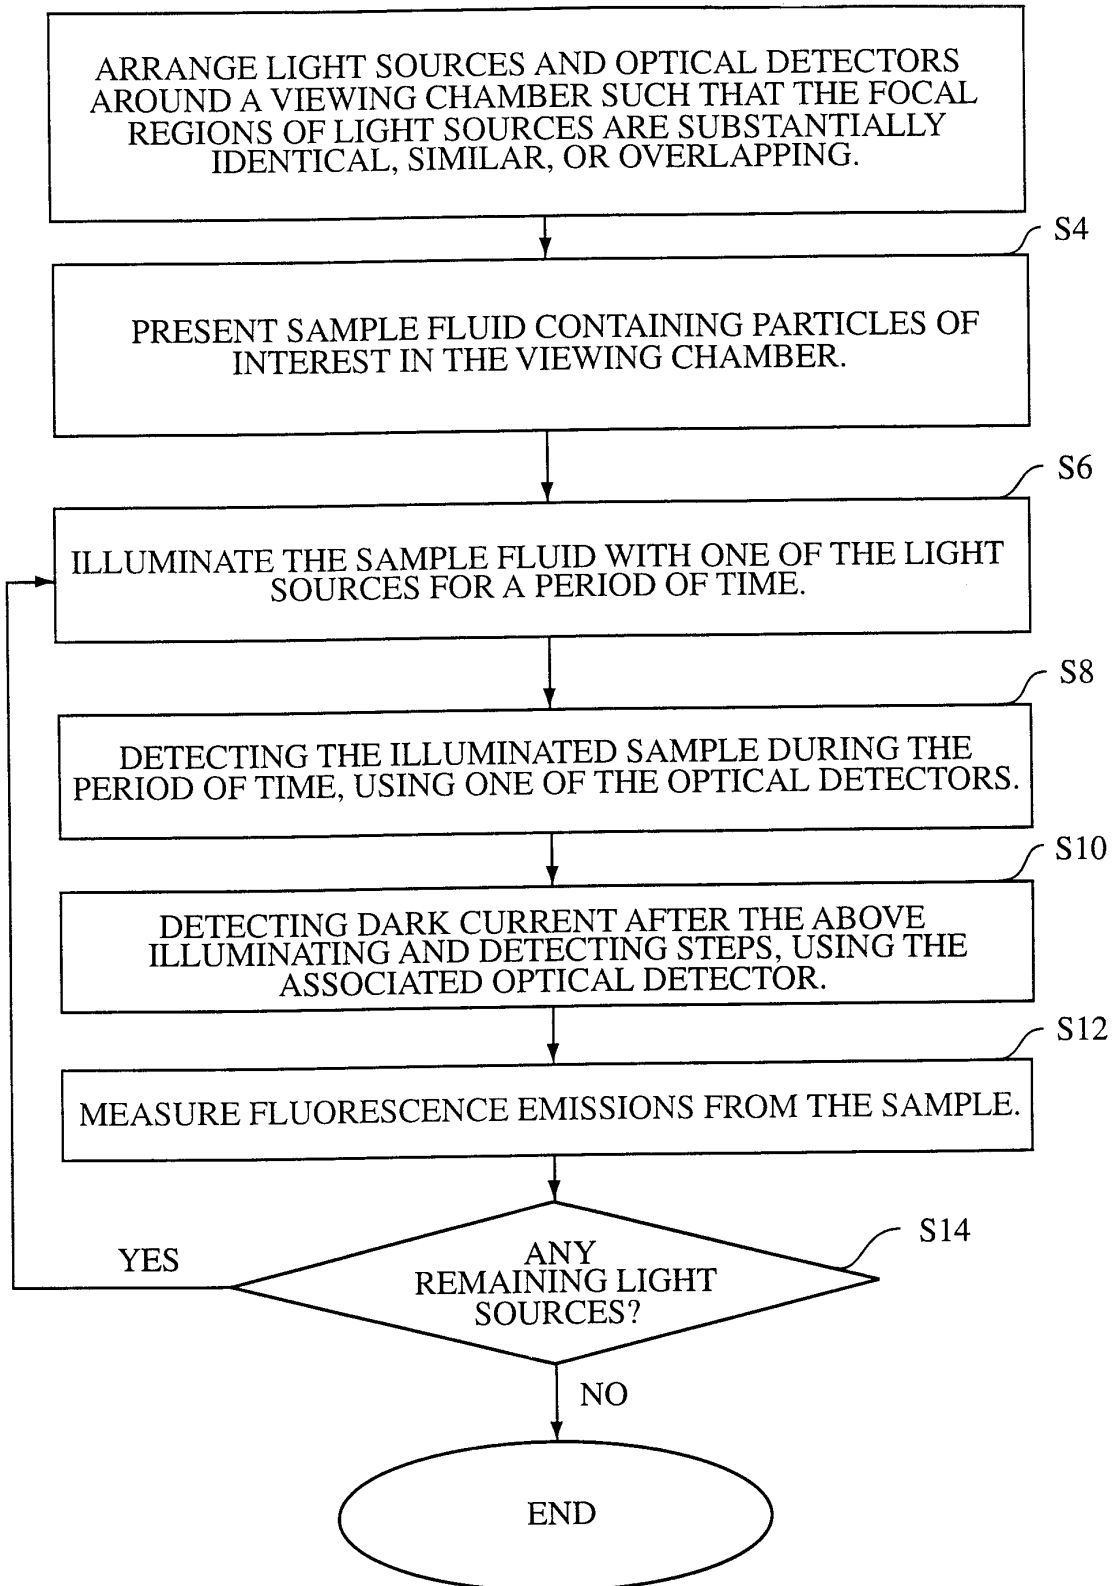 ARRANGE LIGHT SOURCES AND OPTICAL DETECTORS
AROUND A VIEWING CHAMBER SUCH THAT THE FOCAL
REGIONS OF LIGHT SOURCES ARE SUBSTANTIALLY
IDENTICAL, SIMILAR, OR OVERLAPPING.
S4
PRESENT SAMPLE FLUID CONTAINING PARTICLES OF
INTEREST IN THE VIEWING CHAMBER.
S6
ILLUMINATE THE SAMPLE FLUID WITH ONE OF THE LIGHT
SOURCES FOR A PERIOD OF TIME.
S8
DETECTING THE ILLUMINATED SAMPLE DURING THE
PERIOD OF TIME, USING ONE OF THE OPTICAL DETECTORS.
S10
DETECTING DARK CURRENT AFTER THE ABOVE
ILLUMINATING AND DETECTING STEPS, USING THE
ASSOCIATED OPTICAL DETECTOR.
S12
MEASURE FLUORESCENCE EMISSIONS FROM THE SAMPLE.
S14
YES
ANY
REMAINING LIGHT
SOURCES?
NO
END